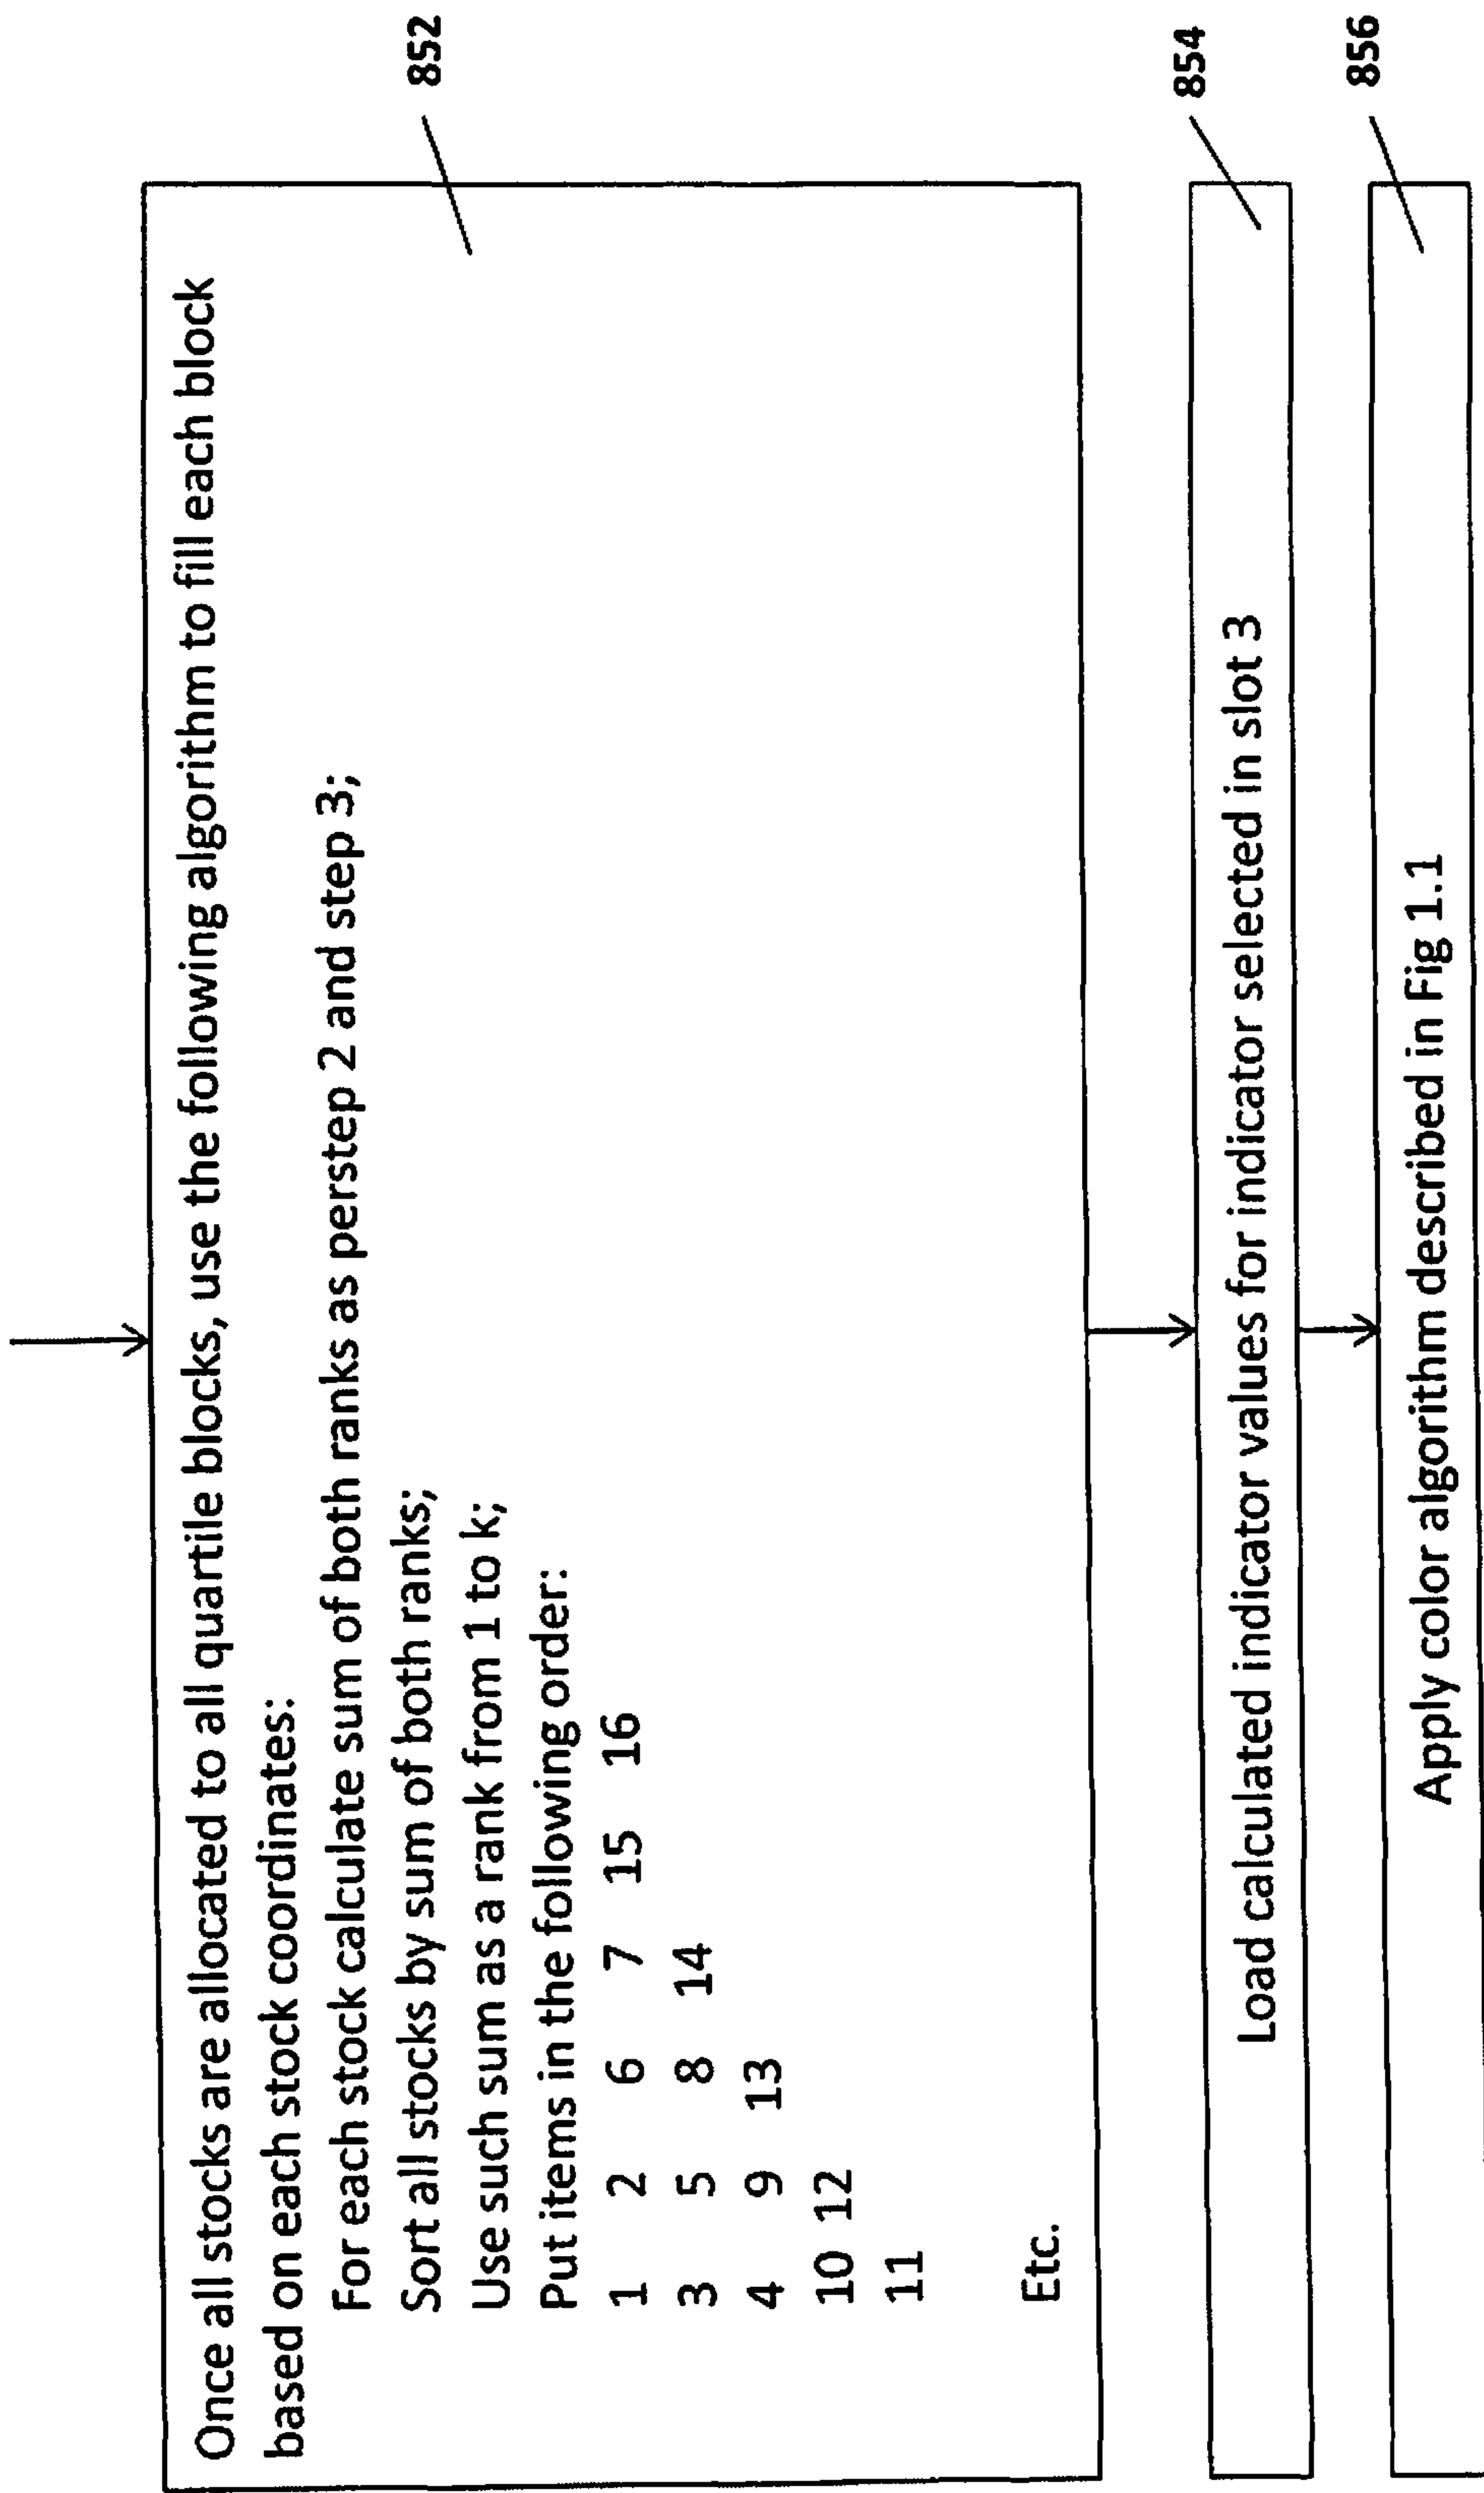 Once all stocks are allocated to all quartile blocks, use the following algorithm to fill each block
based on each stock coordinates:
For each stock calculate sum of both ranks as perstep 2 and step 3;
Sort all stocks by sum of both ranks;
Use such sum as a rank from 1 to k;
Put items in the following order:
1 2 6 7 15 16
3 5 8 14
4 9 13
10 12
11
Etc.
852
Load calculated indicator values for indicator selected in slot 3
854
Apply color algorithm described in Fig 1.1
856